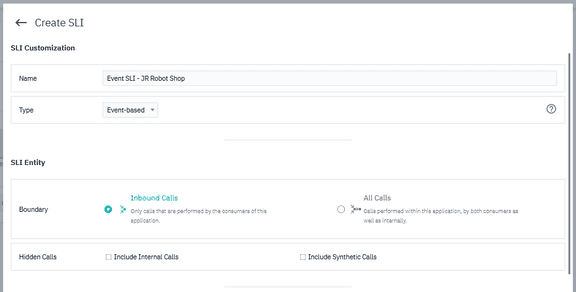 Create SLI
SLI Customization
Name
Event SLI - JR Robot Shop
Type
Event-based
SLI Entity
Boundary
Inbound Calls
Only calls that are performed by the consumers of this
application.
All Calls
Calls performed within this application, by both consumers as
well as internally.
Hidden Calls
Include Internal Calls
Include Synthetic Calls